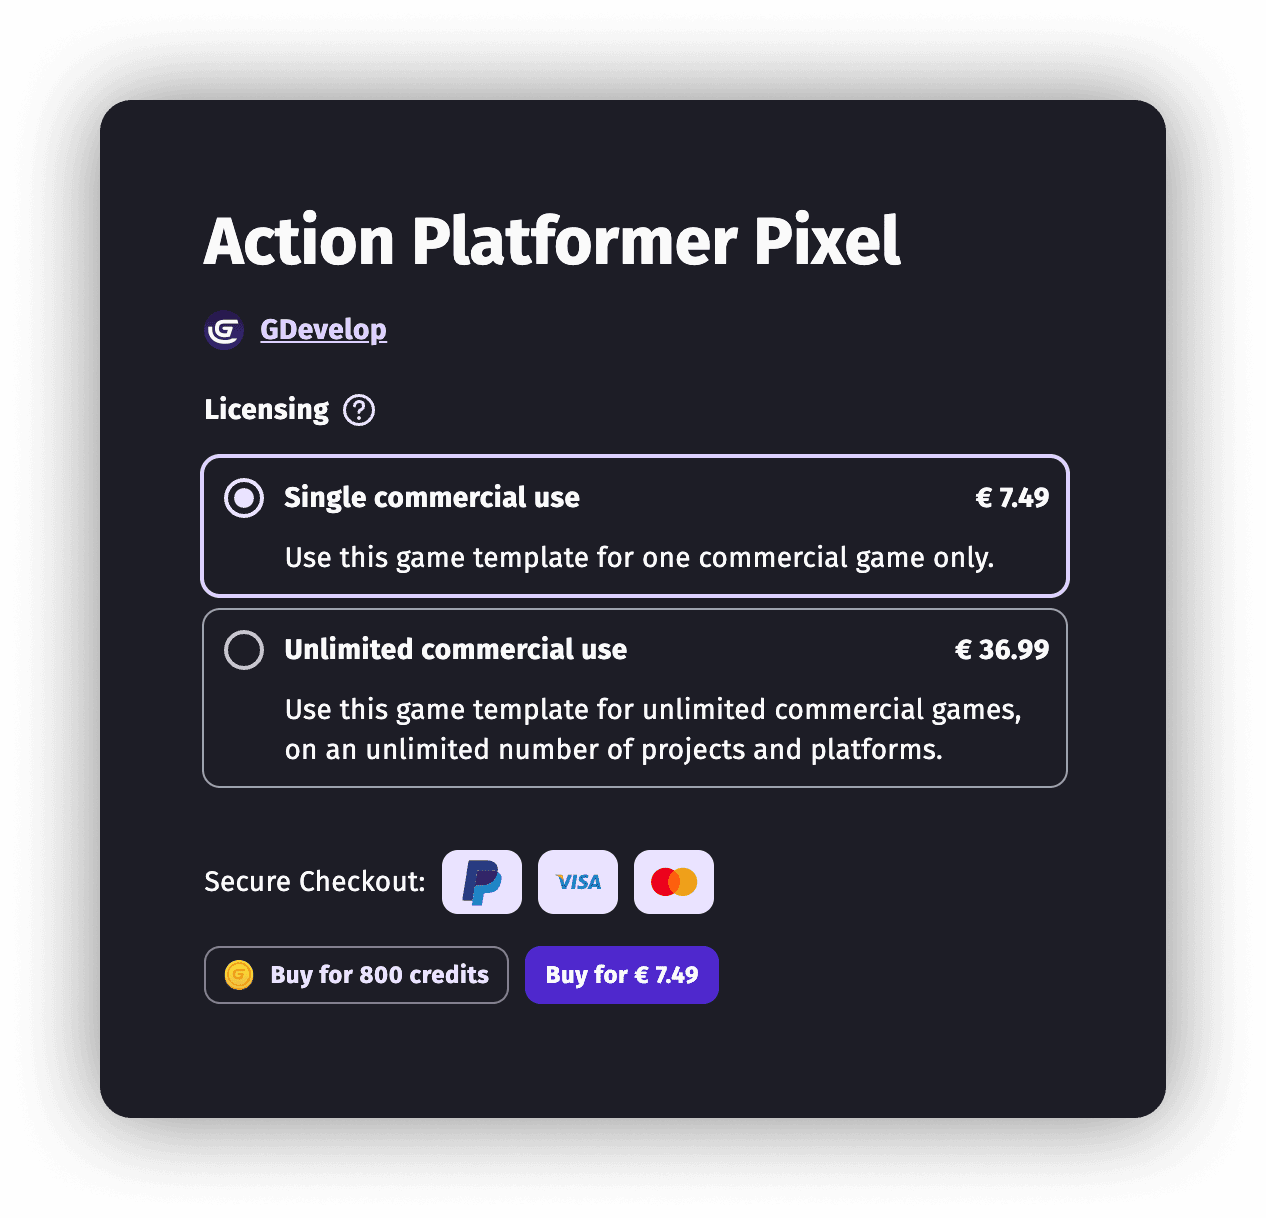 Action Platformer Pixel
GDevelop
Licensing
Single commercial use € 7.49
Use this game template for one commercial game only.
Unlimited commercial use € 36.99
Use this game template for unlimited commercial games,
on an unlimited number of projects and platforms.
Secure Checkout: VISA
Buy for 800 credits Buy for € 7.49